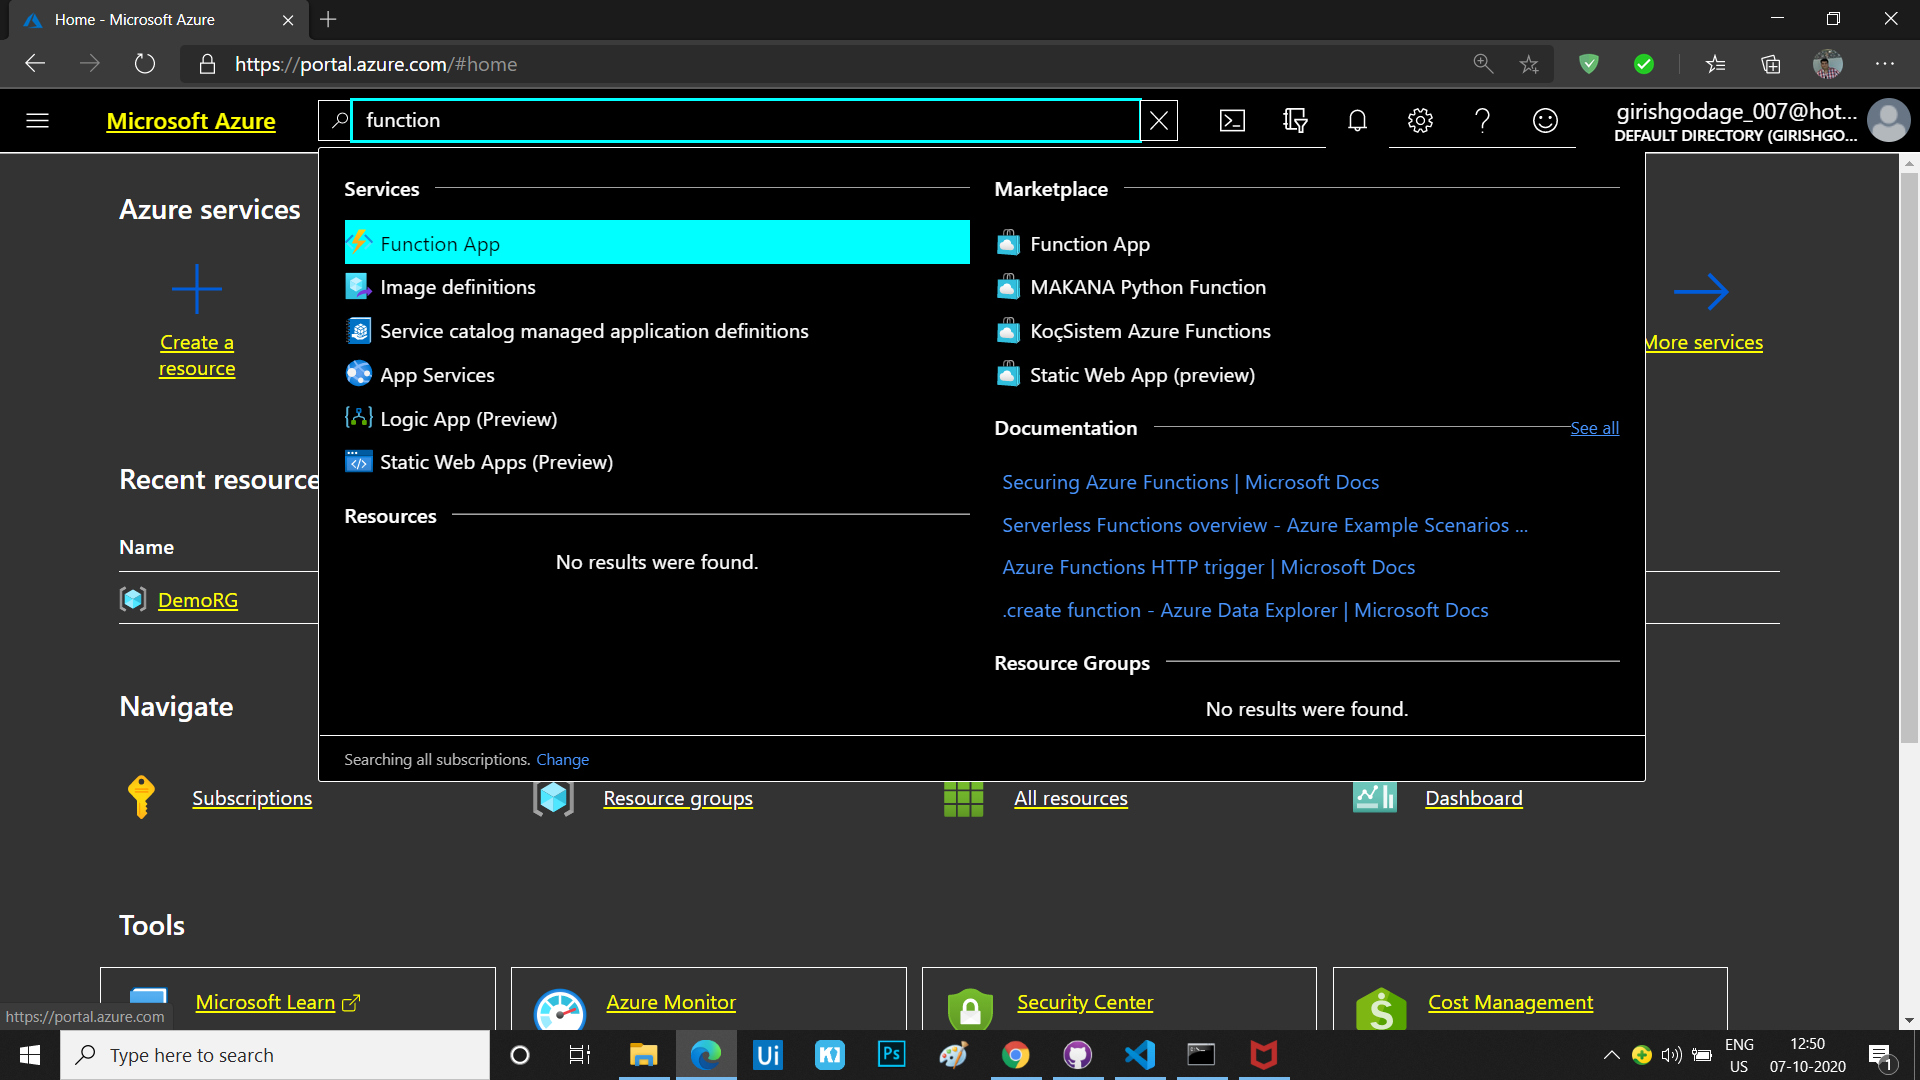 Home - Microsoft Azure
https://portal.azure.com/#home
Microsoft Azure
function
girishgodage_007@hot...
DEFAULT DIRECTORY (GIRISHGO...
Services
Function App
Image definitions
Service catalog managed application definitions
App Services
Logic App (Preview)
Static Web Apps (Preview)
Resources
No results were found.
Marketplace
Function App
MAKANA Python Function
KoçSistem Azure Functions
Static Web App (preview)
Documentation
See all
Securing Azure Functions | Microsoft Docs
Serverless Functions overview - Azure Example Scenarios ...
Azure Functions HTTP trigger | Microsoft Docs
.create function - Azure Data Explorer | Microsoft Docs
Resource Groups
No results were found.
Searching all subscriptions. Change
Azure services
Create a
resource
More services
Recent resource
Name
DemoRG
Navigate
Subscriptions
Resource groups
All resources
Dashboard
Tools
Microsoft Learn
Azure Monitor
Security Center
Cost Management
https://portal.azure.com
Type here to search
Ui
K
Ps
ENG
US
12:50
07-10-2020
1